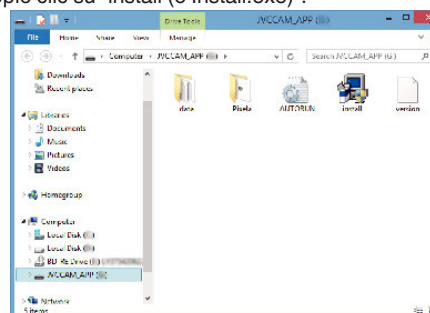 clic su "install (o install.exe)".
Drive Tools JVCCAM_APP
File Home Share View Manage
Computer JVCCAM_APP Search JVCCAM_APP
Downloads
Recent places
Libraries
Documents
Music
Pictures
Videos
Homegroup
Computer
Local Disk
Local Disk
BD-RE Drive
JVCCAM_APP
Network
data Pixela AUTORUN install version
5 items